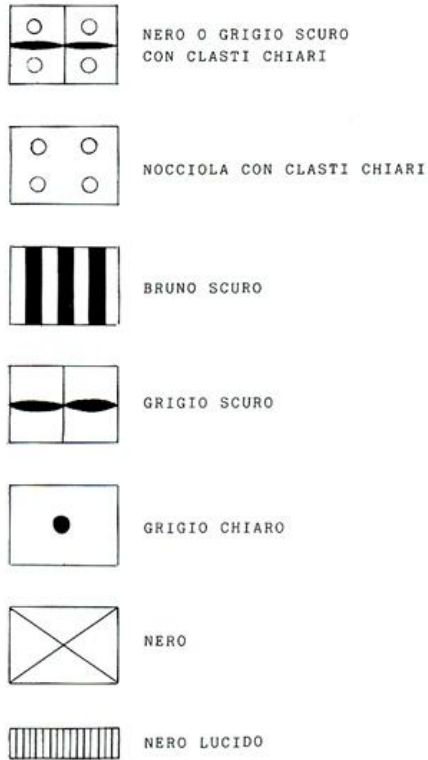 NERO O GRIGIO SCURO
CON CLASTI CHIARI
NOCCIOLA CON CLASTI CHIARI
BRUNO SCURO
GRIGIO SCURO
GRIGIO CHIARO
NERO
NERO LUCIDO